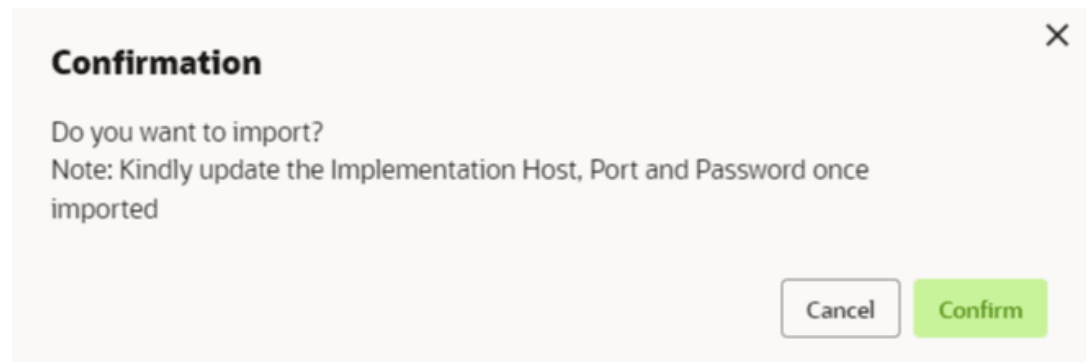 Confirmation
Do you want to import?
Note: Kindly update the Implementation Host, Port and Password once
imported
Cancel
Confirm